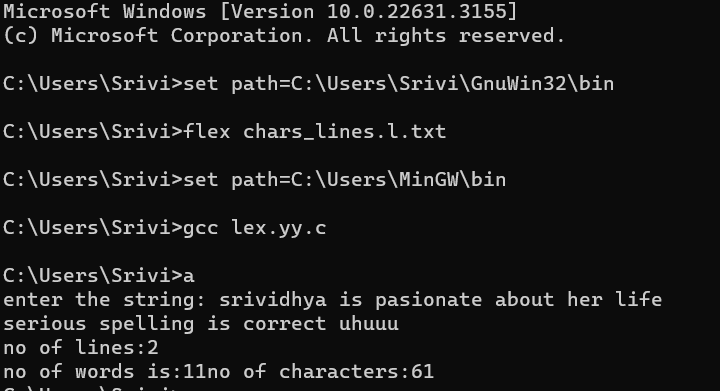 Microsoft Windows [Version 10.0.22631.3155]
(c) Microsoft Corporation. All rights reserved.
C:\Users\Srivi>set path=C:\Users\Srivi\GnuWin32\bin
C:\Users\Srivi>flex chars_lines.l.txt
C:\Users\Srivi>set path=C:\Users\MinGW\bin
C:\Users\Srivi>gcc lex.yy.c
C:\Users\Srivi>a
enter the string: srividhya is pasionate about her life
serious spelling is correct uhuuu
no of lines:2
no of words is:11no of characters:61
C:\Users\Srivi>